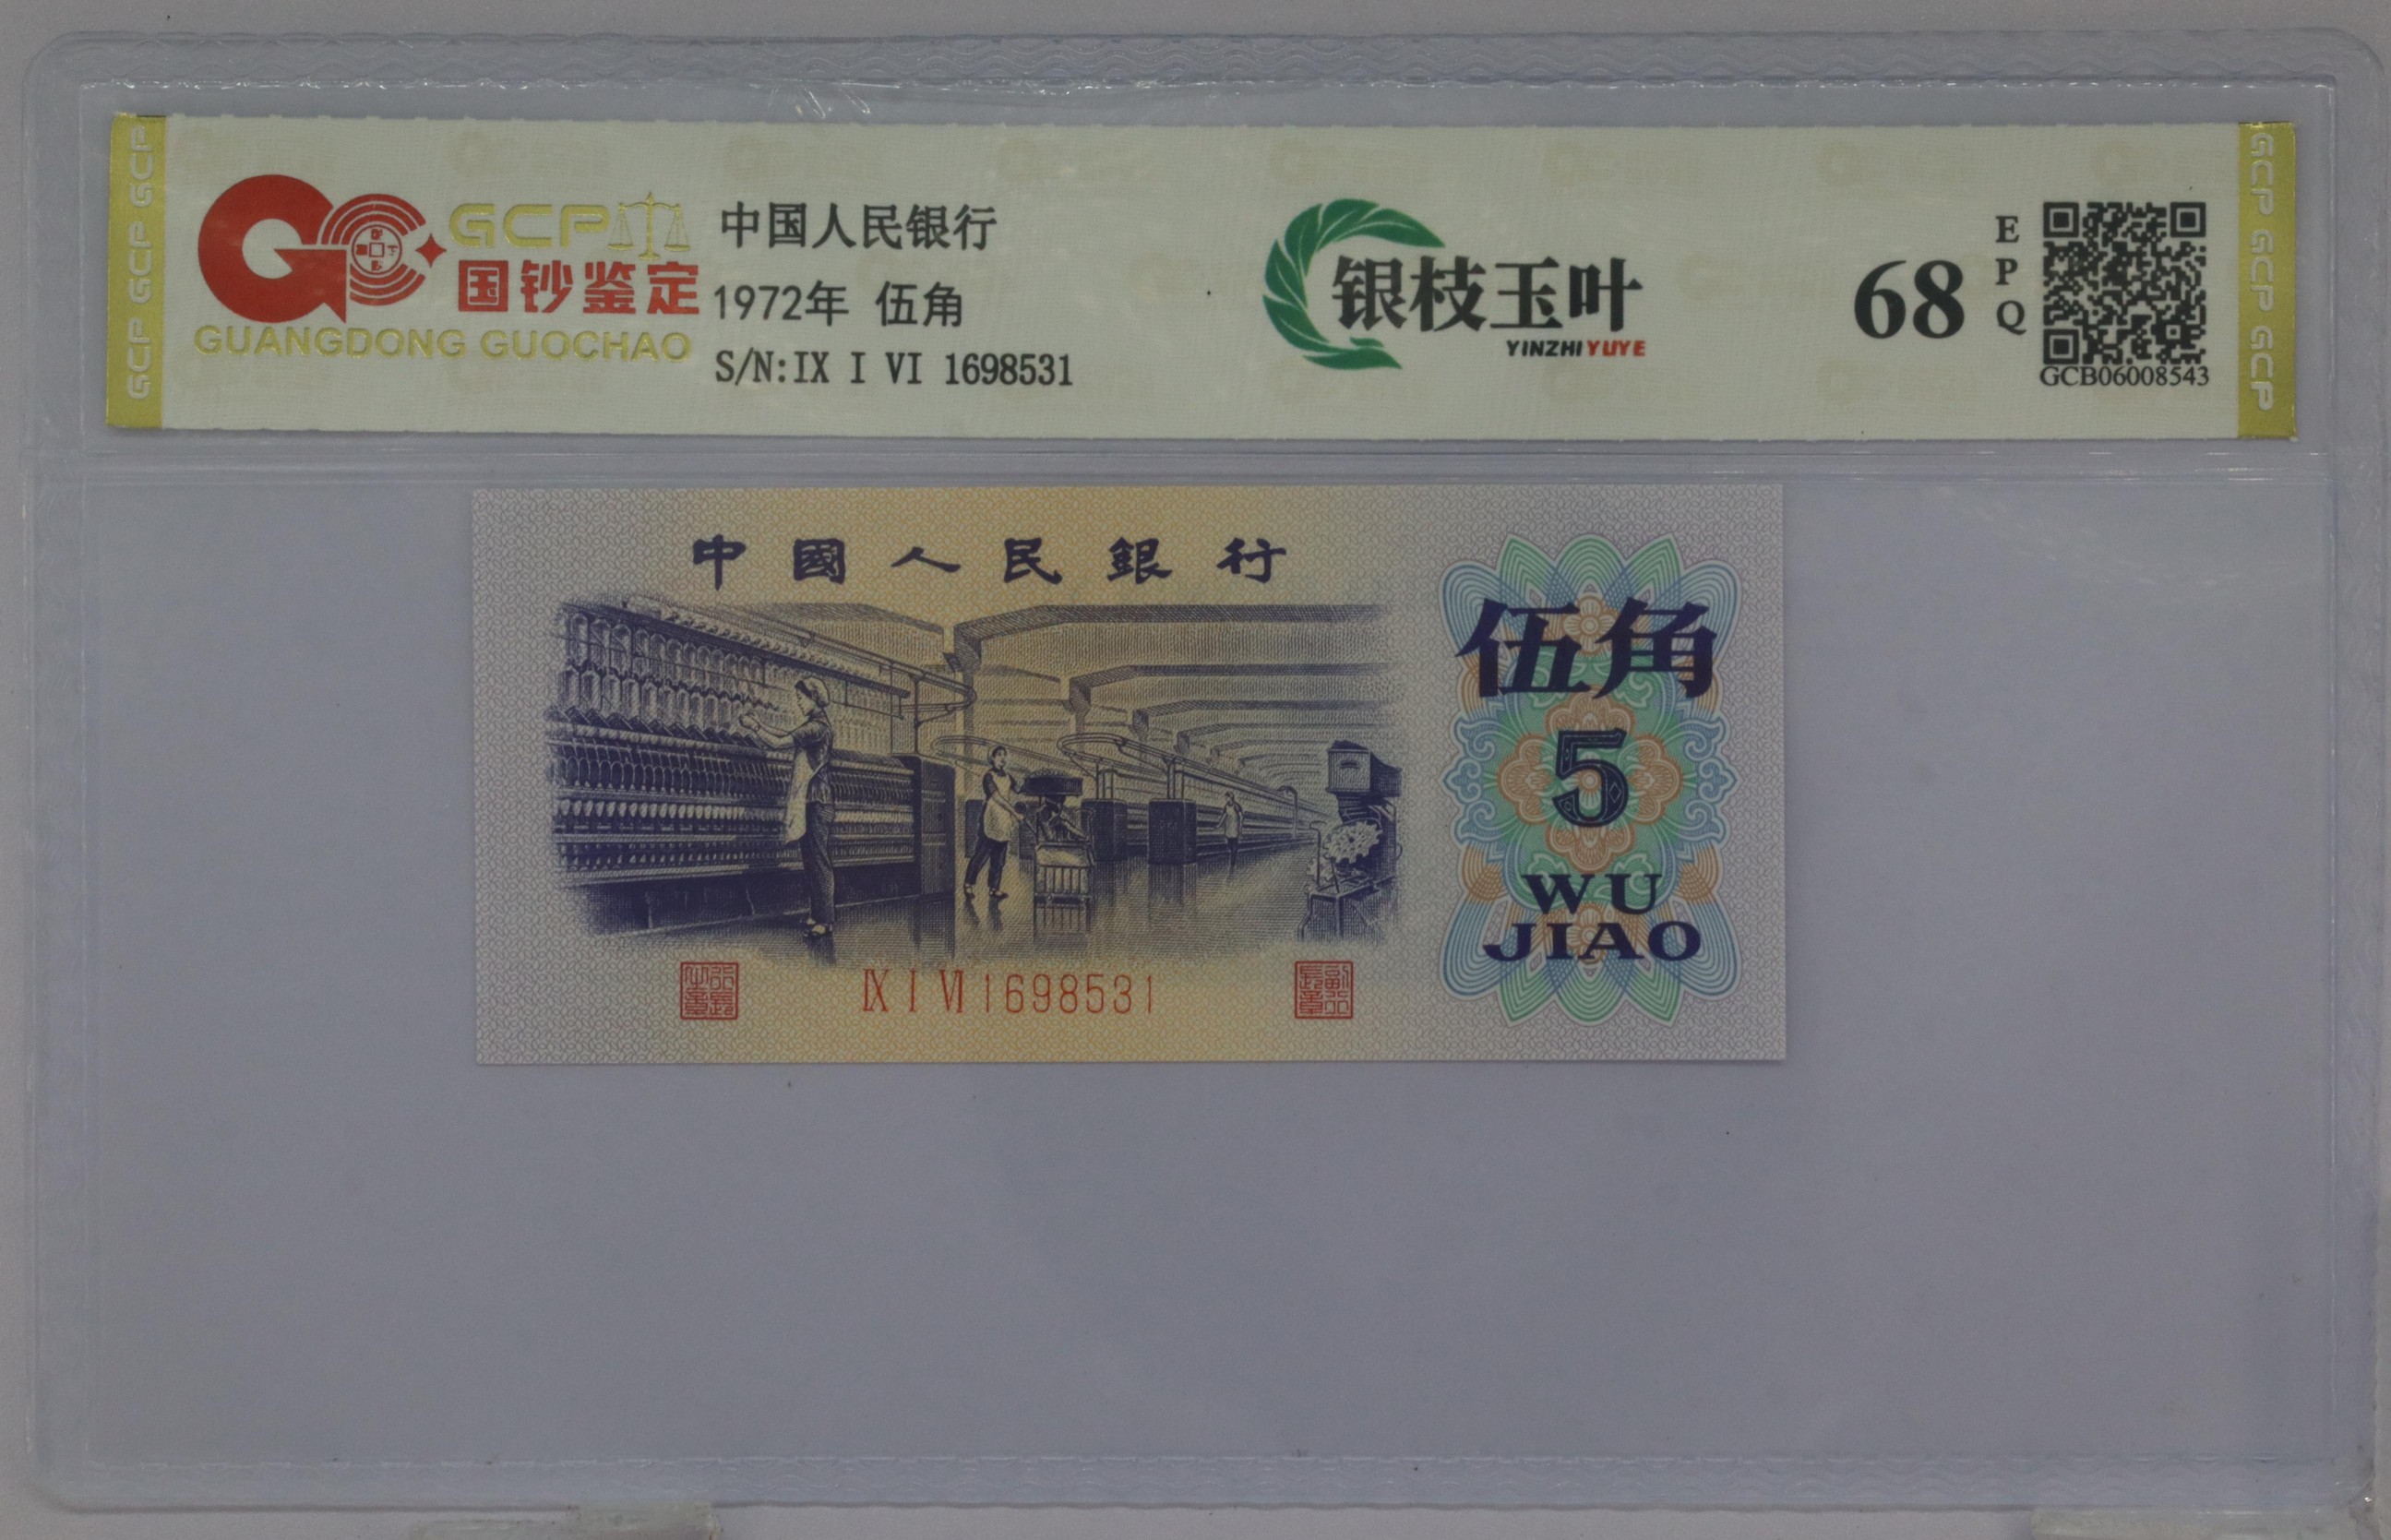 GCP GCP GCP
GCP
国钞鉴定
GUANGDONG GUOCHAO
中国人民银行
1972年 伍角
S/N:IX I VI 1698531
银枝玉叶
YINZHIYUYE
68
EPQ
GCB06008543
GCP GCP GCP
中國人民銀行
伍角
5
WU
JIAO
IX I VI 1698531